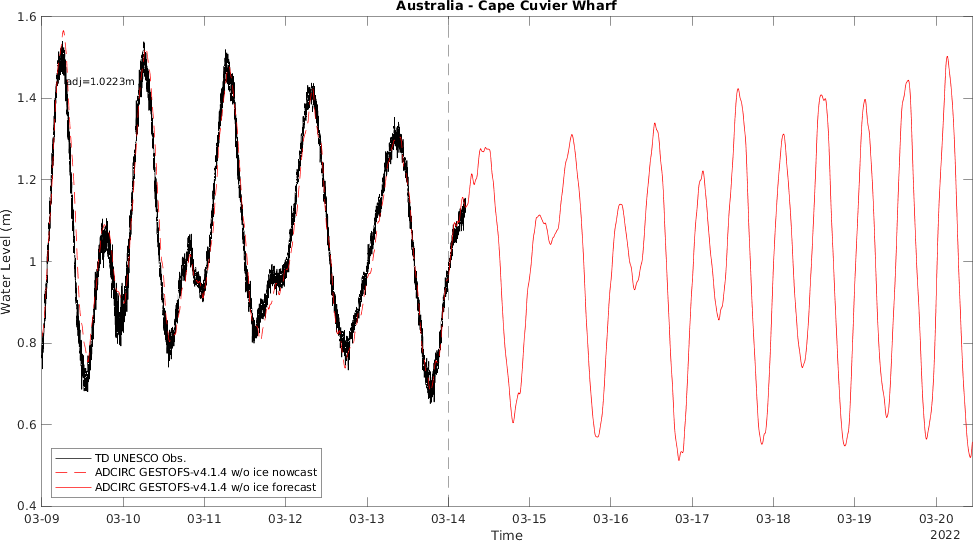 Australia - Cape Cuvier Wharf
1.6
1.4
1.2
1
0.8
0.6
0.4
Water Level (m)
adj=1.0223m
TD UNESCO Obs.
ADCIRC GESTOFS-v4.1.4 w/o ice nowcast
ADCIRC GESTOFS-v4.1.4 w/o ice forecast
03-09 03-10 03-11 03-12 03-13 03-14 03-15 03-16 03-17 03-18 03-19 03-20
Time 2022